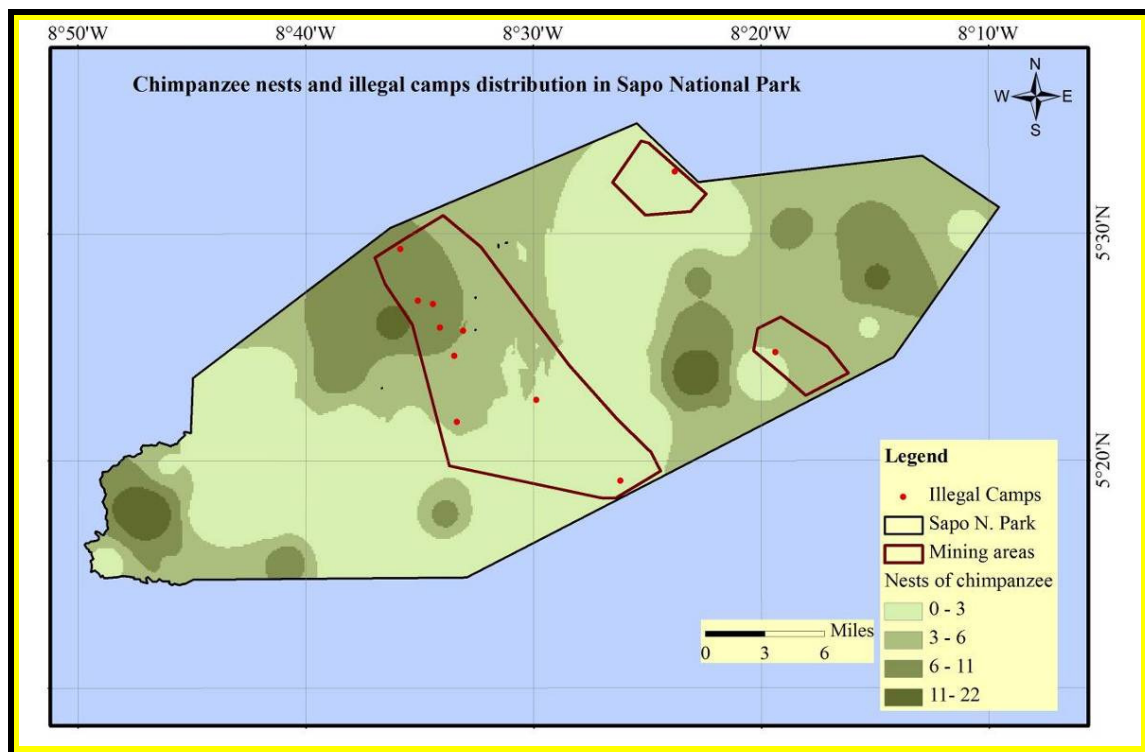 8°50'W 8°40'W 8°30'W 8°20'W 8°10'W
Chimpanzee nests and illegal camps distribution in Sapo National Park
N
W E
S
5°30'N
5°20'N
Legend
Illegal Camps
Sapo N. Park
Mining areas
Nests of chimpanzee
0 - 3
3 - 6
6 - 11
11- 22
Miles
0 3 6